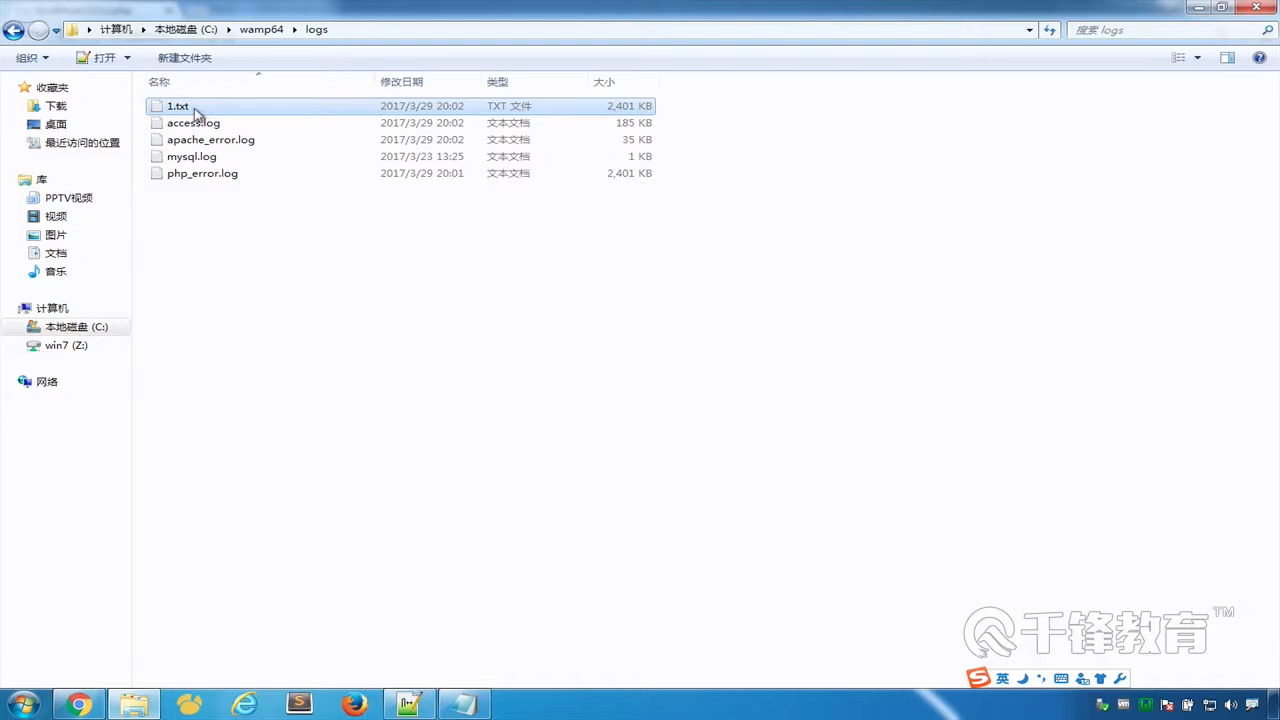 计算机 本地磁盘 (C:) wamp64 logs
搜索 logs
组织 打开 新建文件夹
收藏夹
下载
桌面
最近访问的位置
库
PPTV视频
视频
图片
文档
音乐
计算机
本地磁盘 (C:)
win7 (Z:)
网络
名称 修改日期 类型 大小
1.txt 2017/3/29 20:02 TXT 文件 2,401 KB
access.log 2017/3/29 20:02 文本文档 185 KB
apache_error.log 2017/3/29 20:02 文本文档 35 KB
mysql.log 2017/3/23 13:25 文本文档 1 KB
php_error.log 2017/3/29 20:01 文本文档 2,401 KB
千锋教育™
英